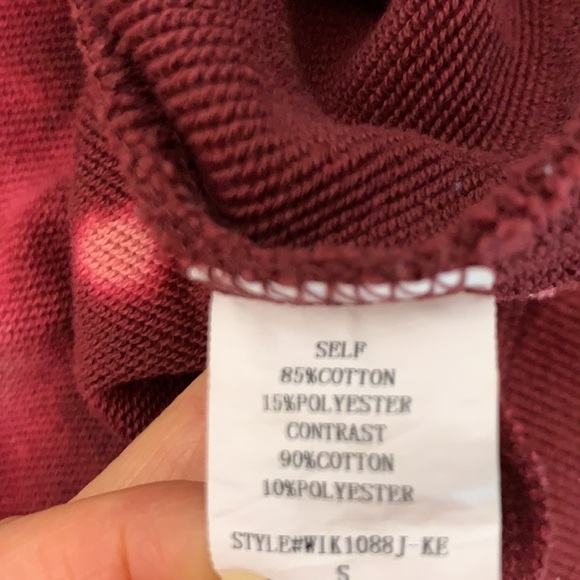 SELF
85%COTTON
15%POLYESTER
CONTRAST
90%COTTON
10%POLYESTER
STYLE#WIK1088J-KE
S